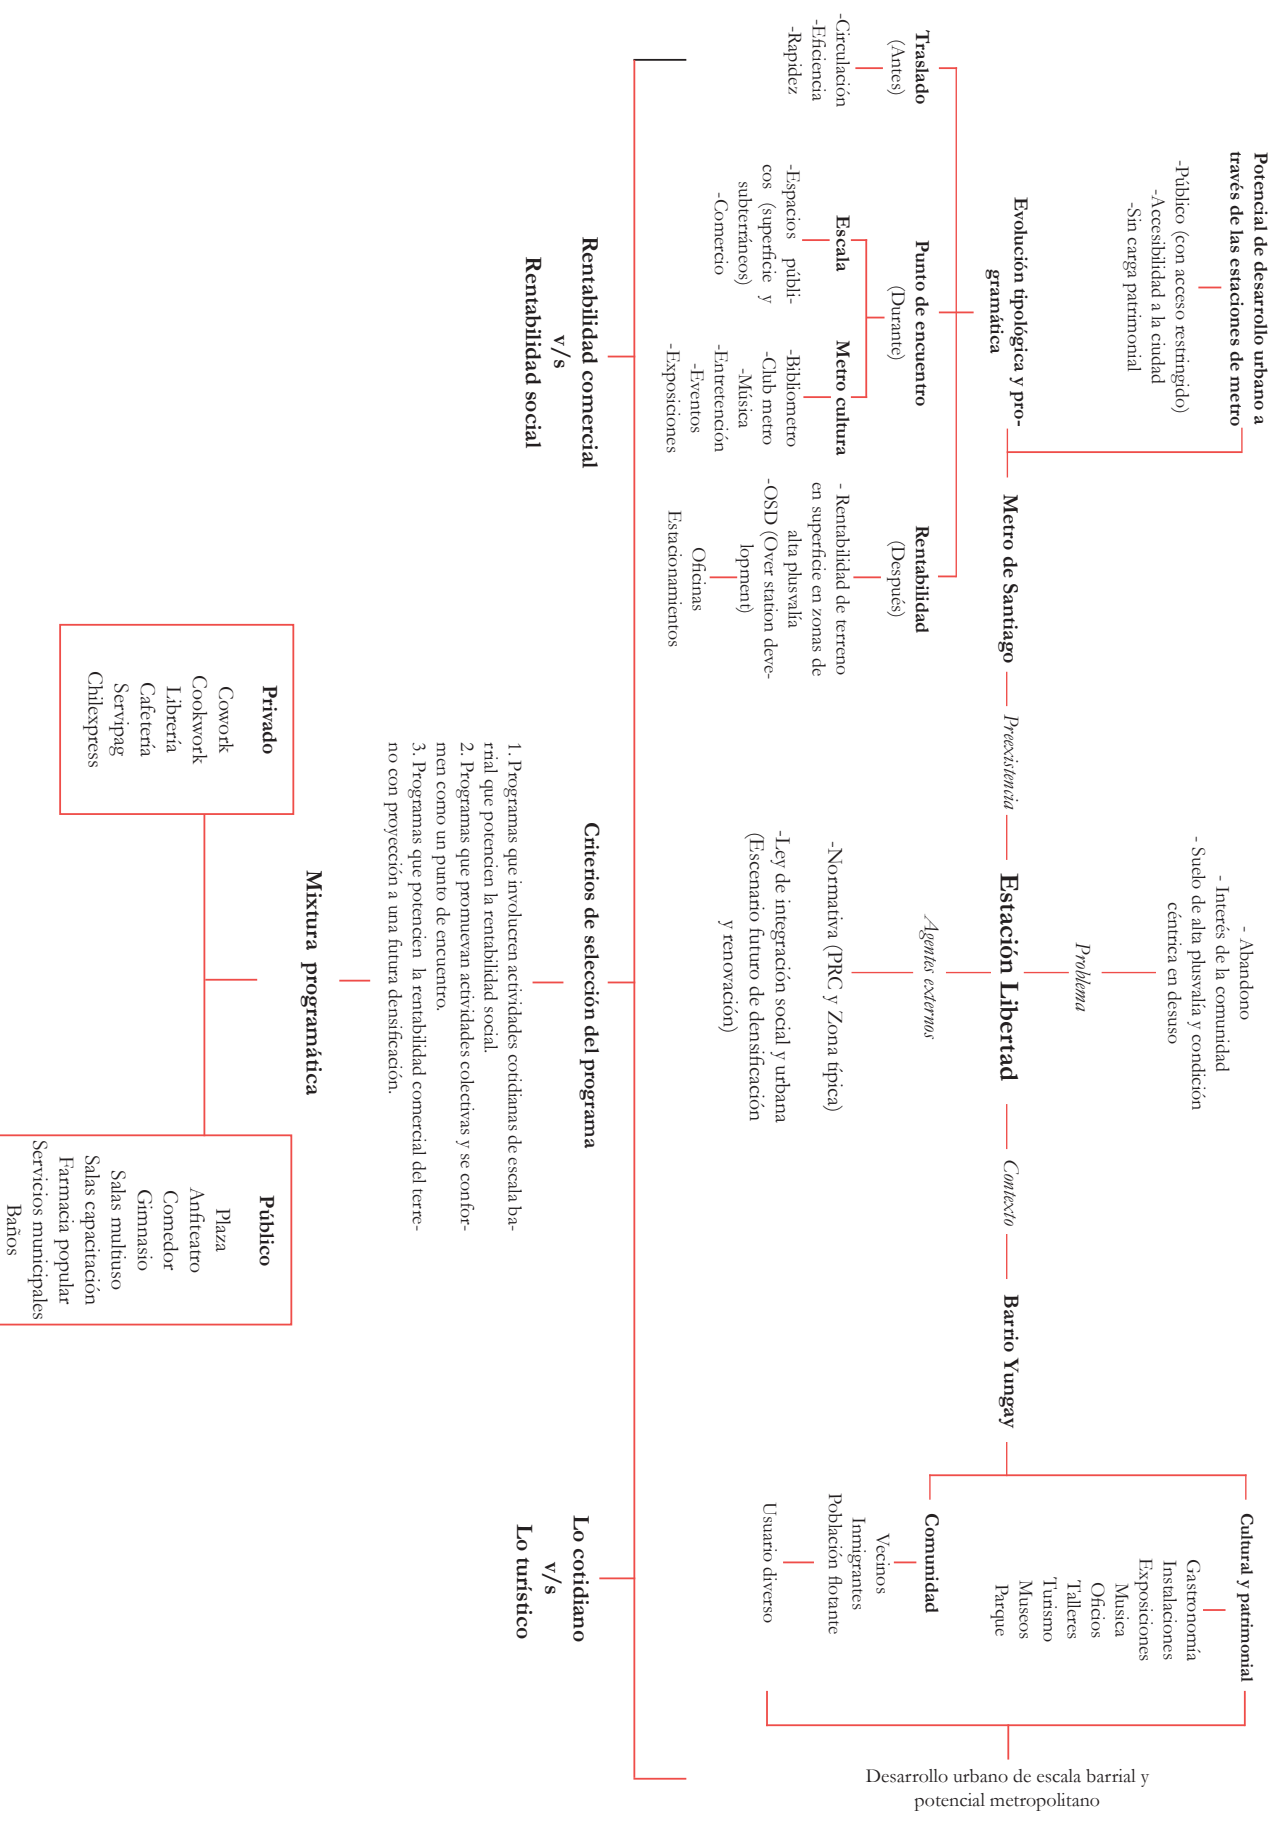 Potencial de desarrollo urbano a
través de las estaciones de metro
-Público (con acceso restringido)
-Accesibilidad a la ciudad
-Sin carga patrimonial
Evolución tipológica y pro-
gramática
Traslado
(Antes)
-Circulación
-Eficiencia
-Rapidez
Punto de encuentro
(Durante)
Escala
-Espacios públi-
cos (superficie y
subterráneos)
-Comercio
Metro cultura
-Bibliometro
-Club metro
-Música
-Entretención
-Eventos
-Exposiciones
Rentabilidad
(Después)
- Rentabilidad de terreno
en superficie en zonas de
alta plusvalía
-OSD (Over station deve-
lopment)
Oficinas
Estacionamientos
Metro de Santiago
Preexistencia
Estación Libertad
Problema
- Abandono
- Interés de la comunidad
- Suelo de alta plusvalía y condición
céntrica en desuso
Agentes externos
-Normativa (PRC y Zona típica)
-Ley de integración social y urbana
(Escenario futuro de densificación
y renovación)
Contexto
Barrio Yungay
Cultural y patrimonial
Gastronomía
Instalaciones
Exposiciones
Musica
Oficios
Talleres
Turismo
Museos
Parque
Comunidad
Vecinos
Inmigrantes
Población flotante
Usuario diverso
Desarrollo urbano de escala barrial y
potencial metropolitano
Rentabilidad comercial
v/s
Rentabilidad social
Criterios de selección del programa
1. Programas que involucren actividades cotidianas de escala ba-
rrial que potencien la rentabilidad social.
2. Programas que promuevan actividades colectivas y se confor-
men como un punto de encuentro.
3. Programas que potencien la rentabilidad comercial del terre-
no con proyección a una futura densificación.
Lo cotidiano
v/s
Lo turístico
Mixtura programática
Privado
Cowork
Cookwork
Librería
Cafetería
Servipag
Chilexpress
Público
Plaza
Anfiteatro
Comedor
Gimnasio
Salas multiuso
Salas capacitación
Farmacia popular
Servicios municipales
Baños